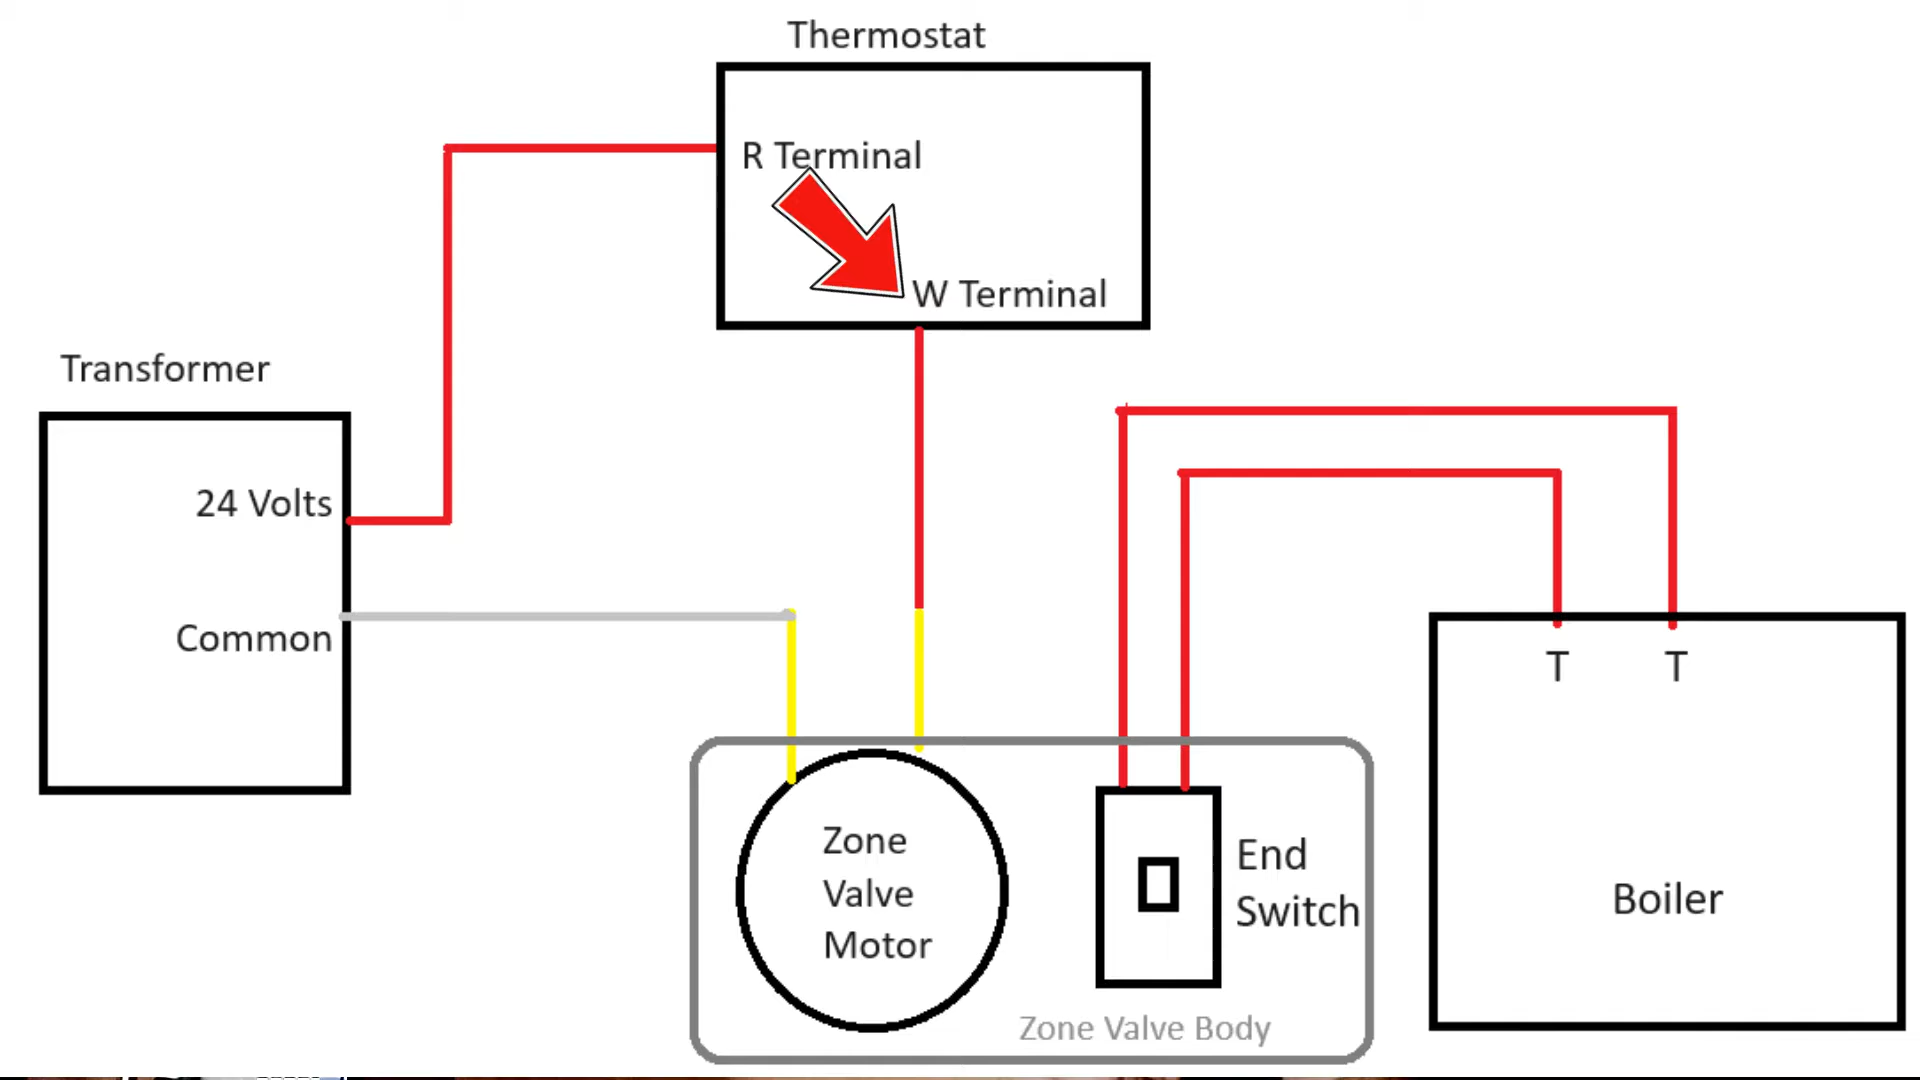 Thermostat
R Terminal
W Terminal
Transformer
24 Volts
Common
T T
Zone
Valve
Motor
End
Switch
Boiler
Zone Valve Body